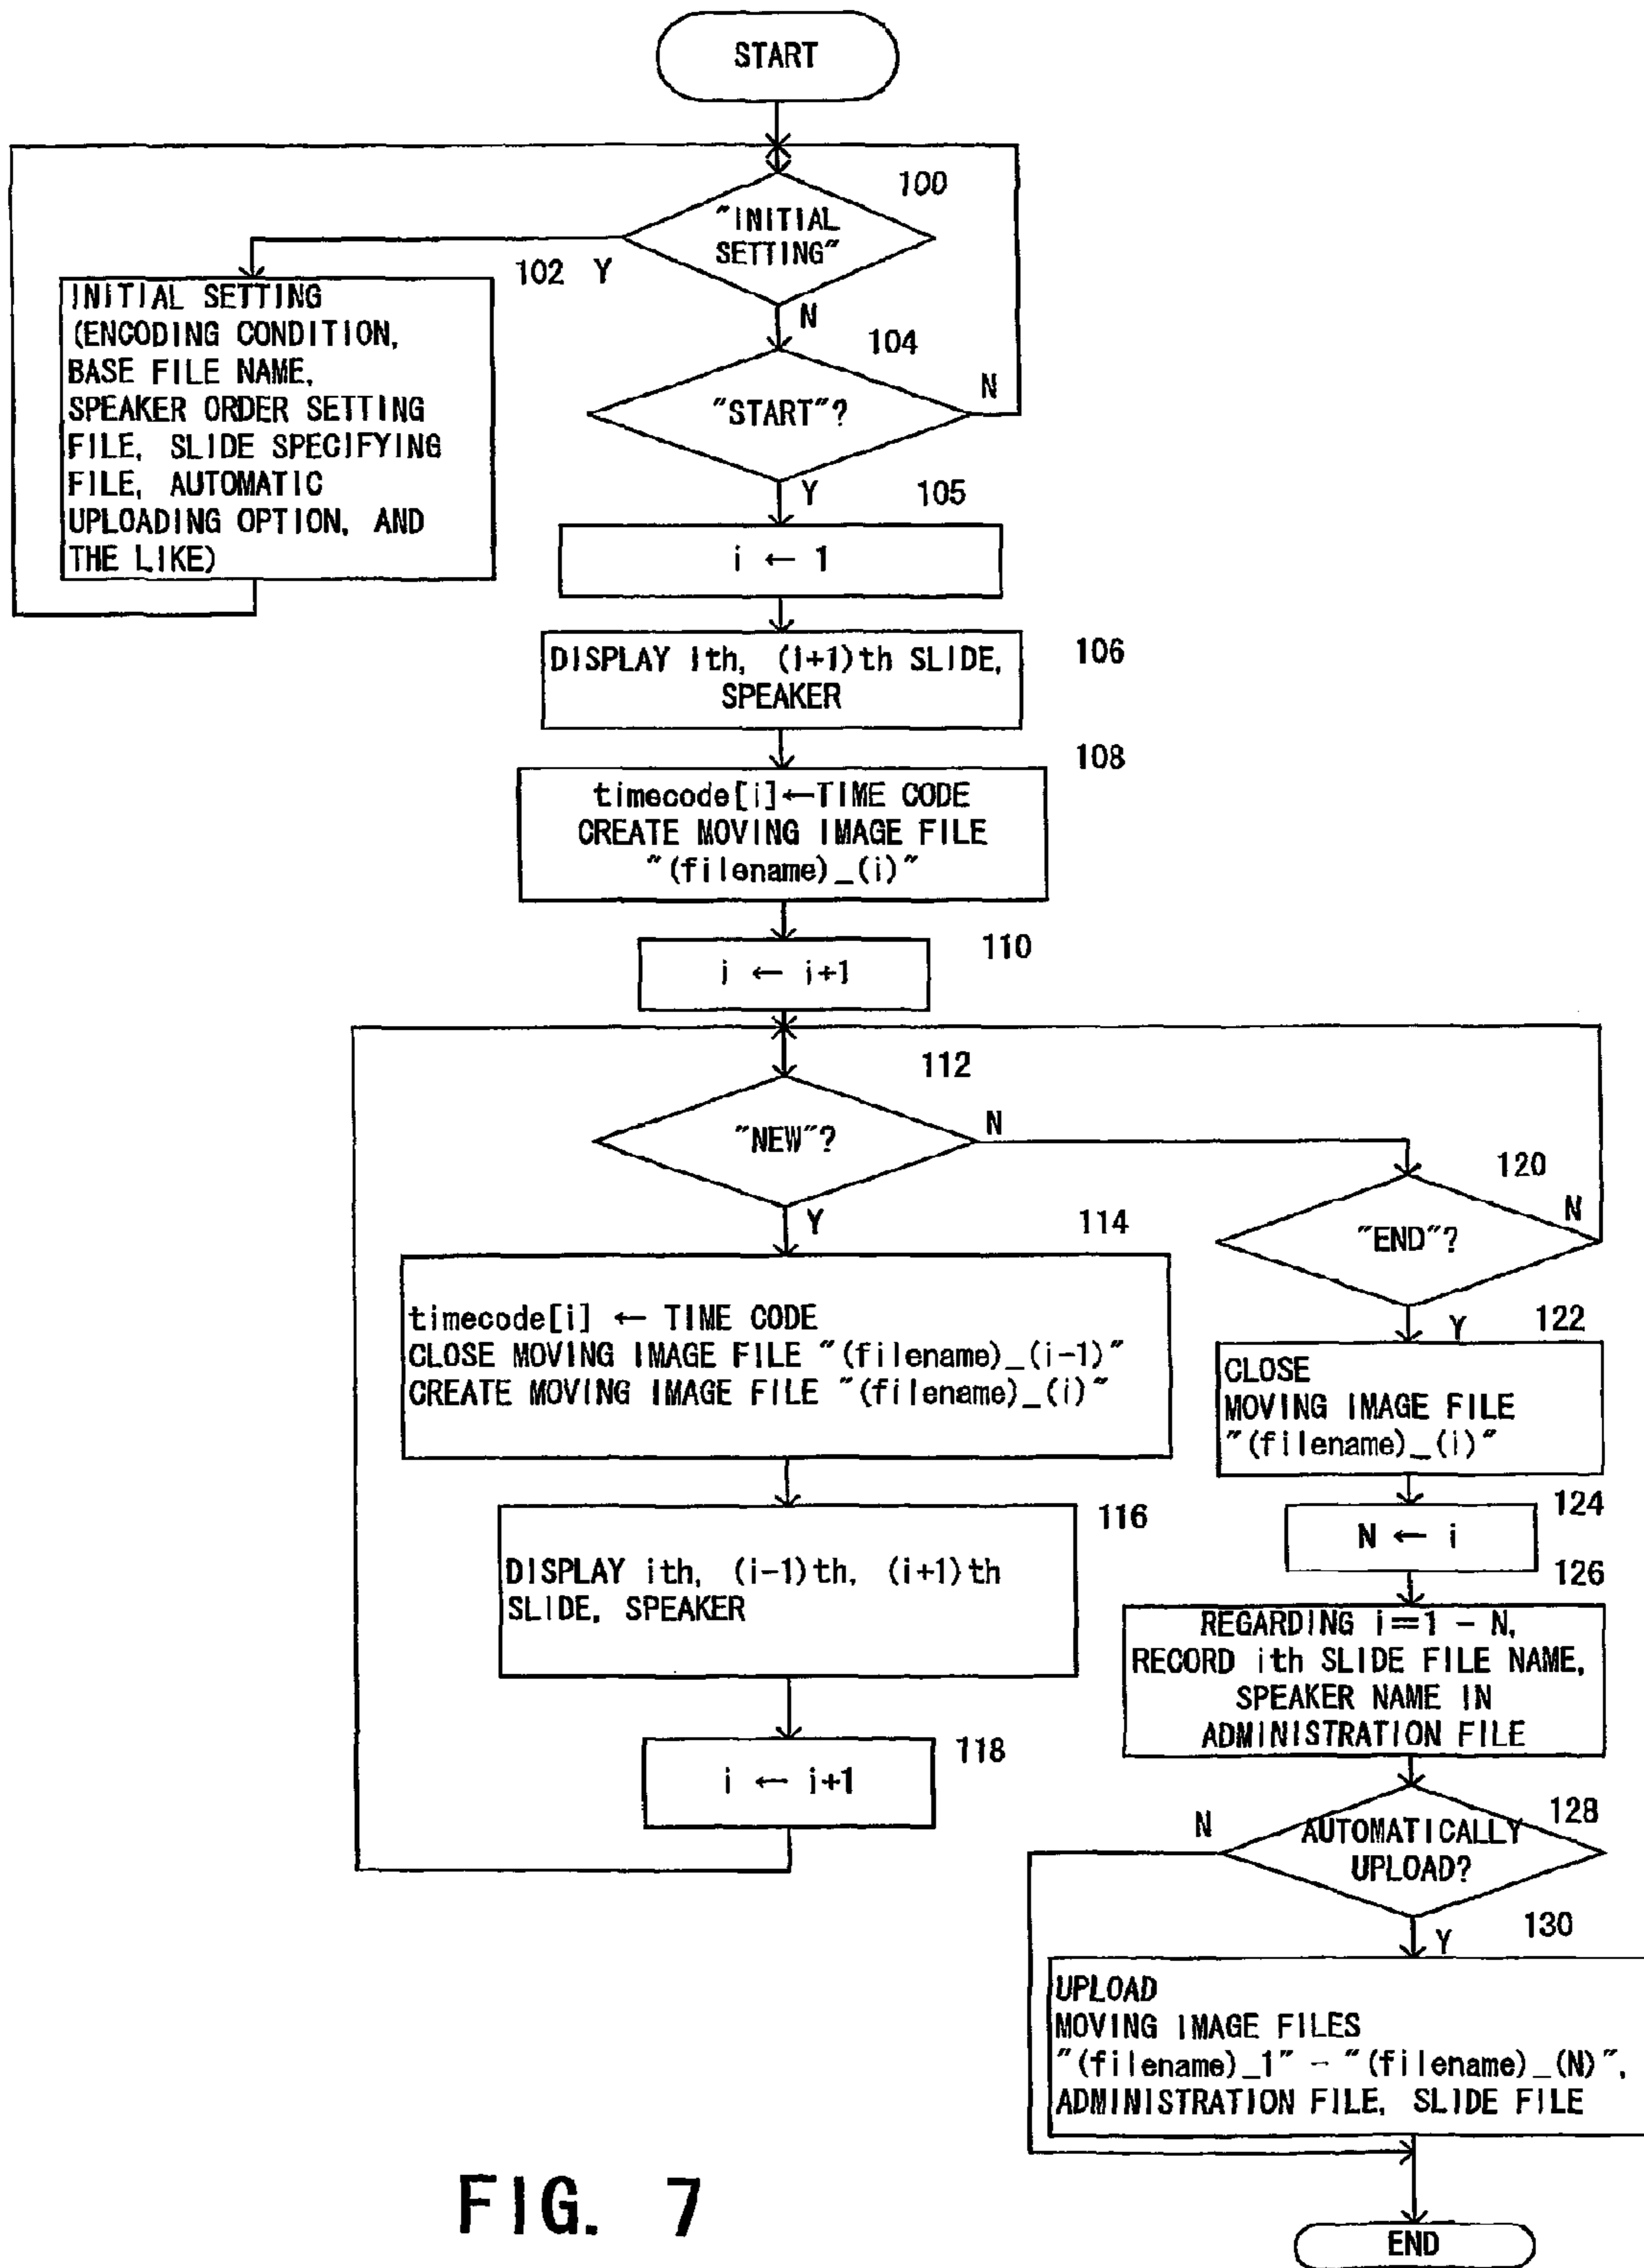 START
100
"INITIAL
SETTING"
102 Y
N
INITIAL SETTING
(ENCODING CONDITION,
BASE FILE NAME,
SPEAKER ORDER SETTING
FILE, SLIDE SPECIFYING
FILE, AUTOMATIC
UPLOADING OPTION, AND
THE LIKE)
104
"START"?
N
Y
105
i ← 1
106
DISPLAY ith, (i+1)th SLIDE,
SPEAKER
108
timecode[i]←TIME CODE
CREATE MOVING IMAGE FILE
"(filename)_(i)"
110
i ← i+1
112
"NEW"?
N
Y
114
timecode[i] ← TIME CODE
CLOSE MOVING IMAGE FILE "(filename)_(i-1)"
CREATE MOVING IMAGE FILE "(filename)_(i)"
116
DISPLAY ith, (i-1)th, (i+1)th
SLIDE, SPEAKER
118
i ← i+1
120
"END"?
N
Y
122
CLOSE
MOVING IMAGE FILE
"(filename)_(i)"
124
N ← i
126
REGARDING i=1 - N,
RECORD ith SLIDE FILE NAME,
SPEAKER NAME IN
ADMINISTRATION FILE
128
AUTOMATICALLY
UPLOAD?
N
Y
130
UPLOAD
MOVING IMAGE FILES
"(filename)_1" - "(filename)_(N)",
ADMINISTRATION FILE, SLIDE FILE
END
FIG. 7